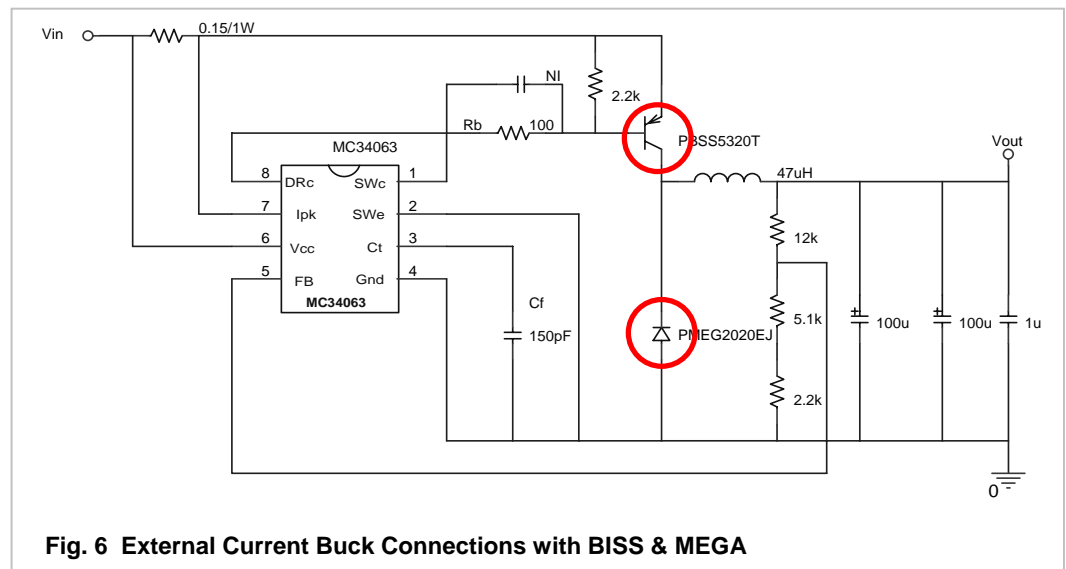 Vin
0.15/1W
NI
2.2k
Rb
100
PBSS5320T
MC34063
Vout
8
DRc
SWc
1
47uH
7
Ipk
SWe
2
12k
6
Vcc
Ct
3
5
FB
Gnd
4
MC34063
Cf
150pF
PMEG2020EJ
5.1k
100u
100u
1u
2.2k
0
Fig. 6 External Current Buck Connections with BISS & MEGA